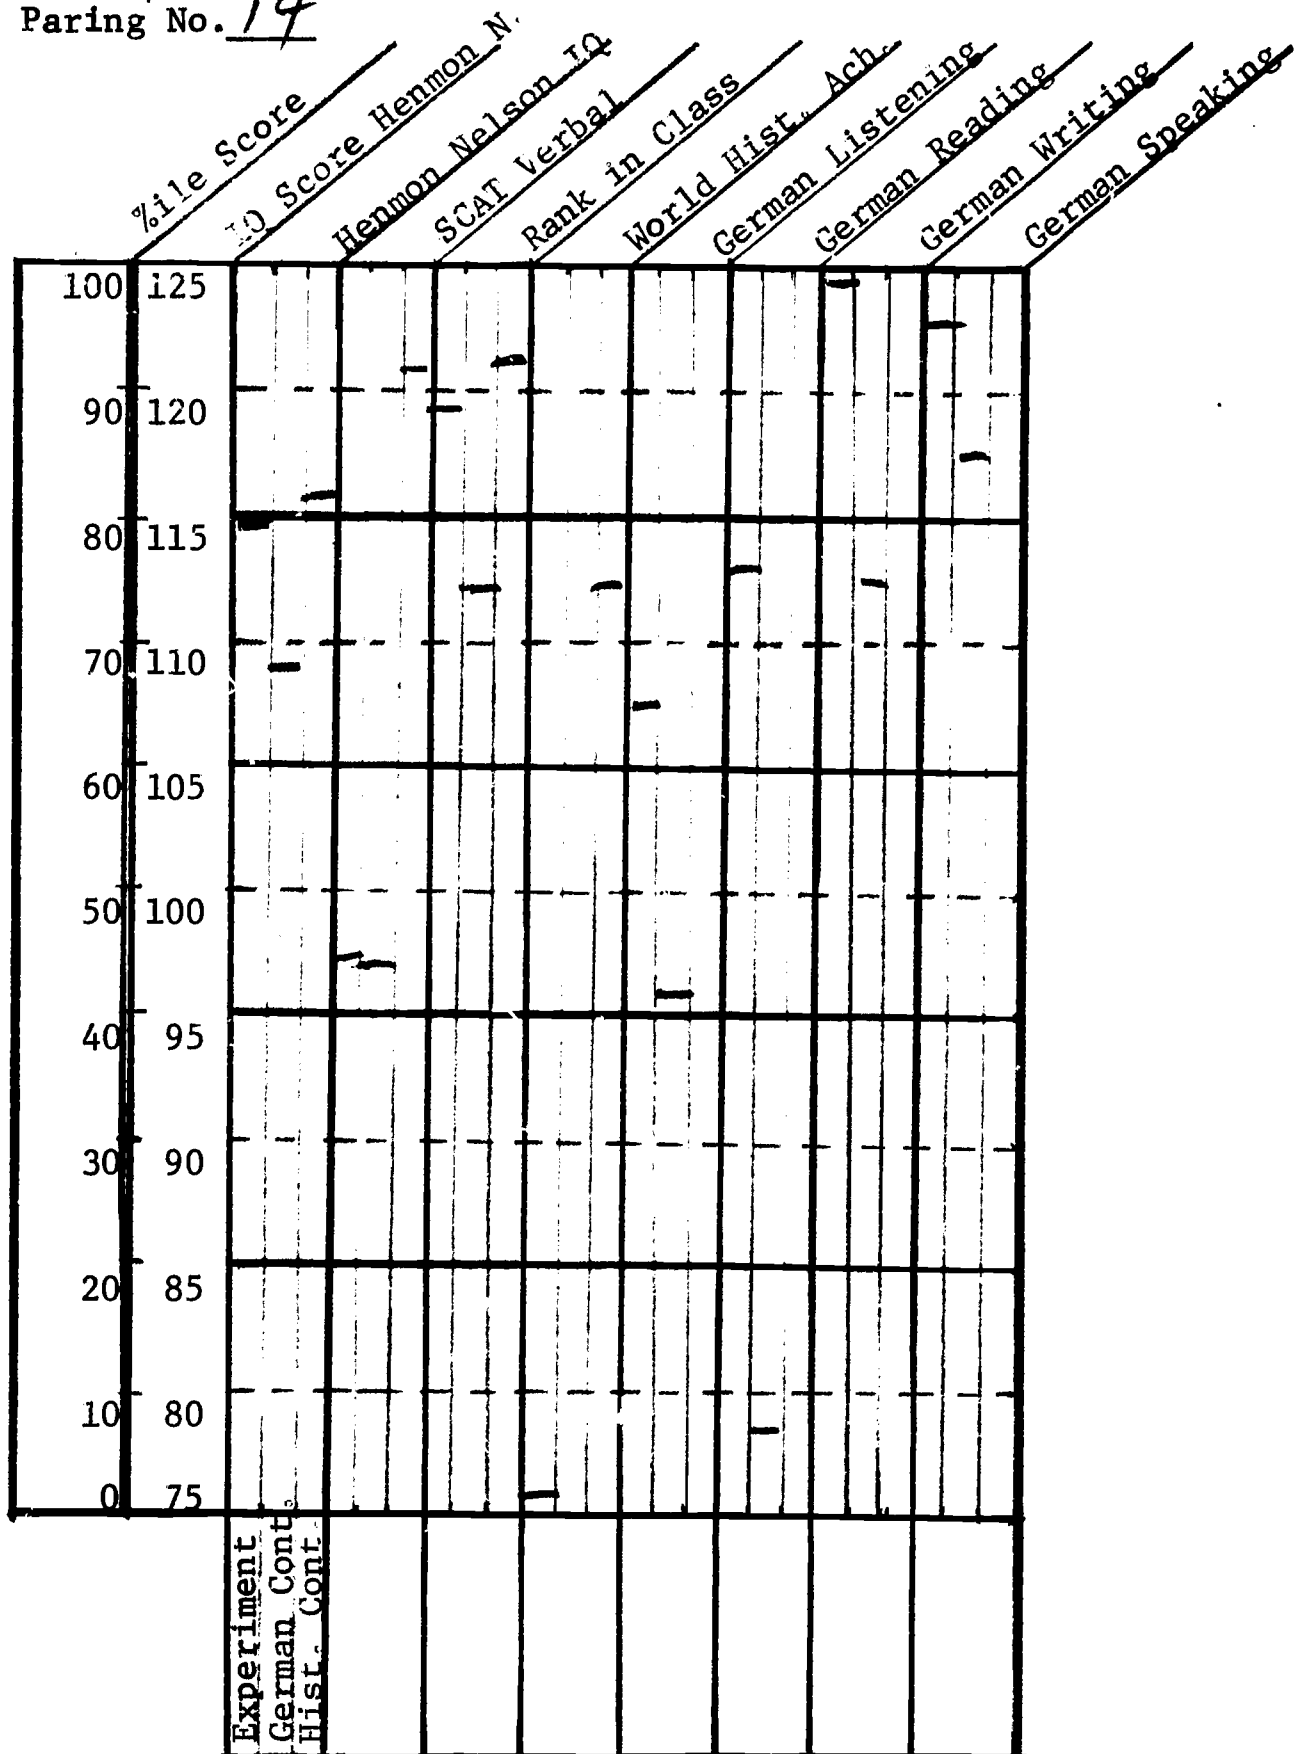 Paring No. 14
%ile Score
IQ Score Henmon N.
Henmon Nelson IQ
SCAT Verbal
Rank in Class
World Hist. Ach.
German Listening
German Reading
German Writing
German Speaking
100 125
90 120
80 115
70 110
60 105
50 100
40 95
30 90
20 85
10 80
0 75
Experiment
German Cont.
Hist. Cont.